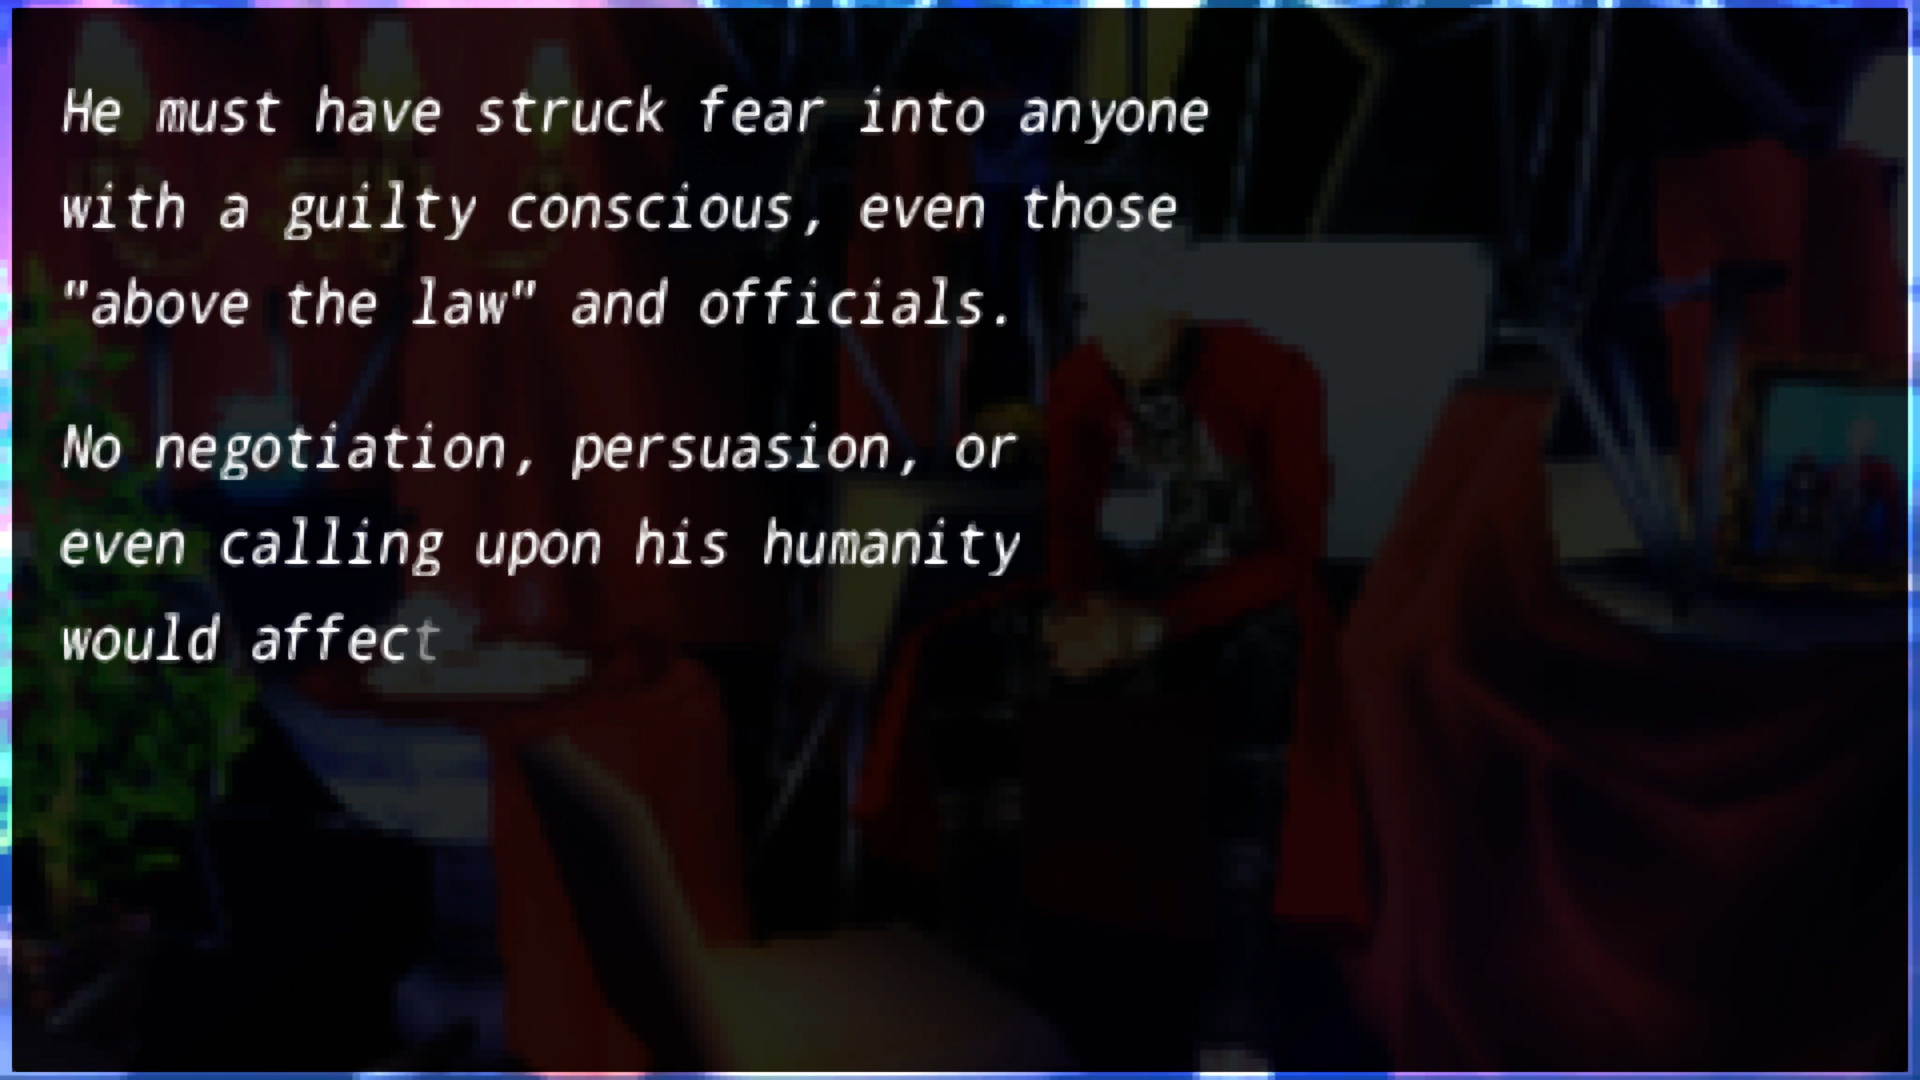 He must have struck fear into anyone
with a guilty conscious, even those
"above the law" and officials.
No negotiation, persuasion, or
even calling upon his humanity
would affect